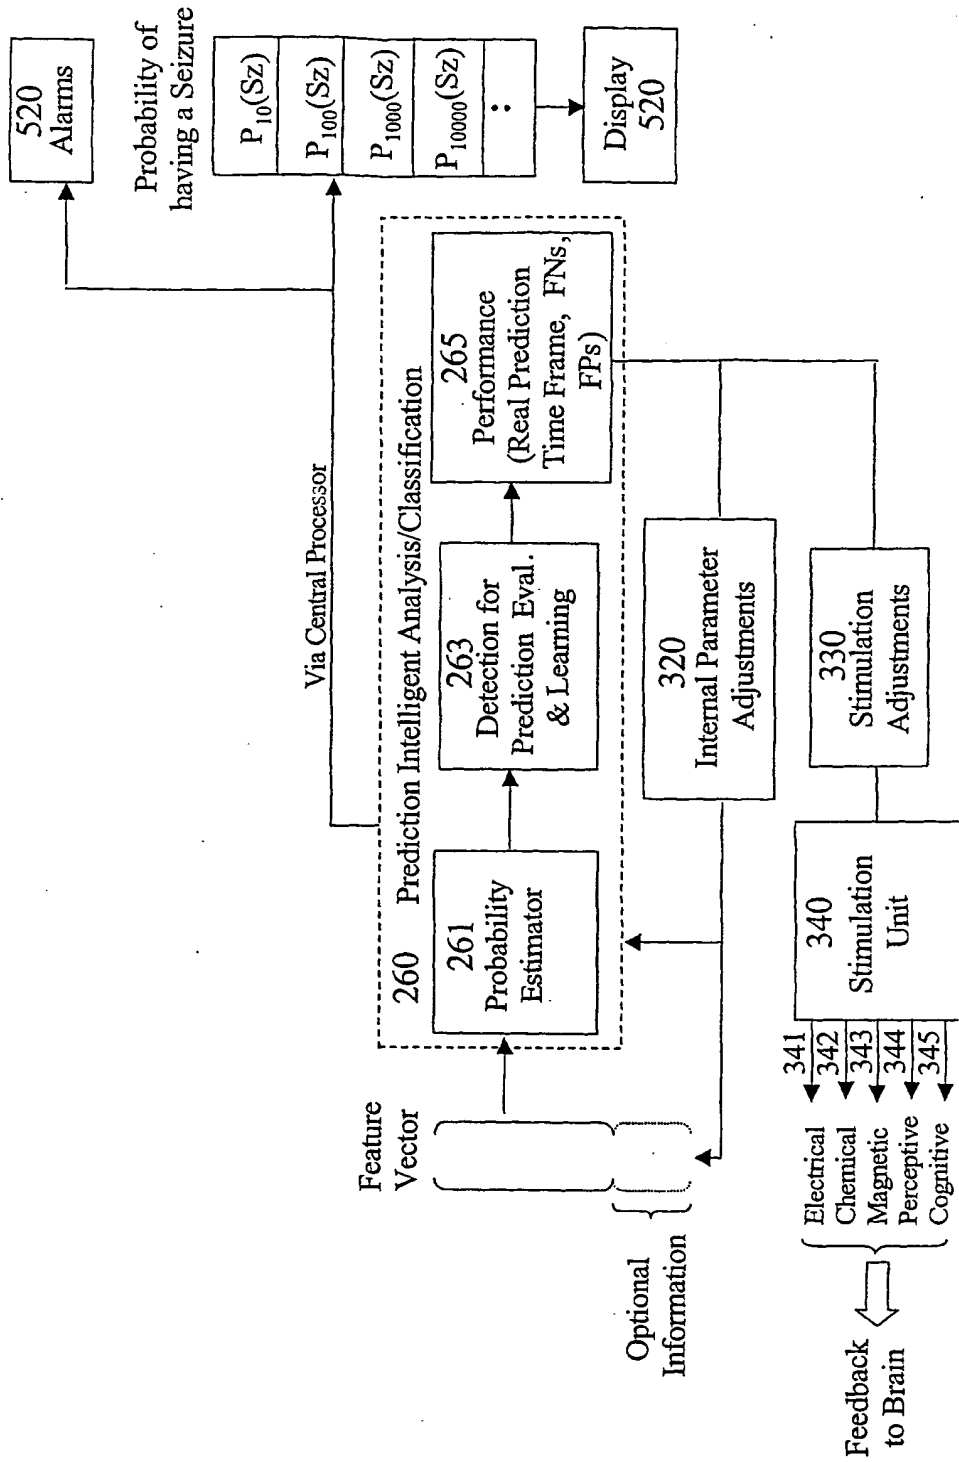 520
Alarms
Probability of
having a Seizure
P10(Sz)
P100(Sz)
P1000(Sz)
P10000(Sz)
:
Display
520
Via Central Processor
260 Prediction Intelligent Analysis/Classification
261
Probability
Estimator
263
Detection for
Prediction Eval.
& Learning
265
Performance
(Real Prediction
Time Frame, FNs,
FPs)
Feature
Vector
Optional
Information
320
Internal Parameter
Adjustments
330
Stimulation
Adjustments
340
Stimulation
Unit
341
342
343
344
345
Electrical
Chemical
Magnetic
Perceptive
Cognitive
Feedback
to Brain